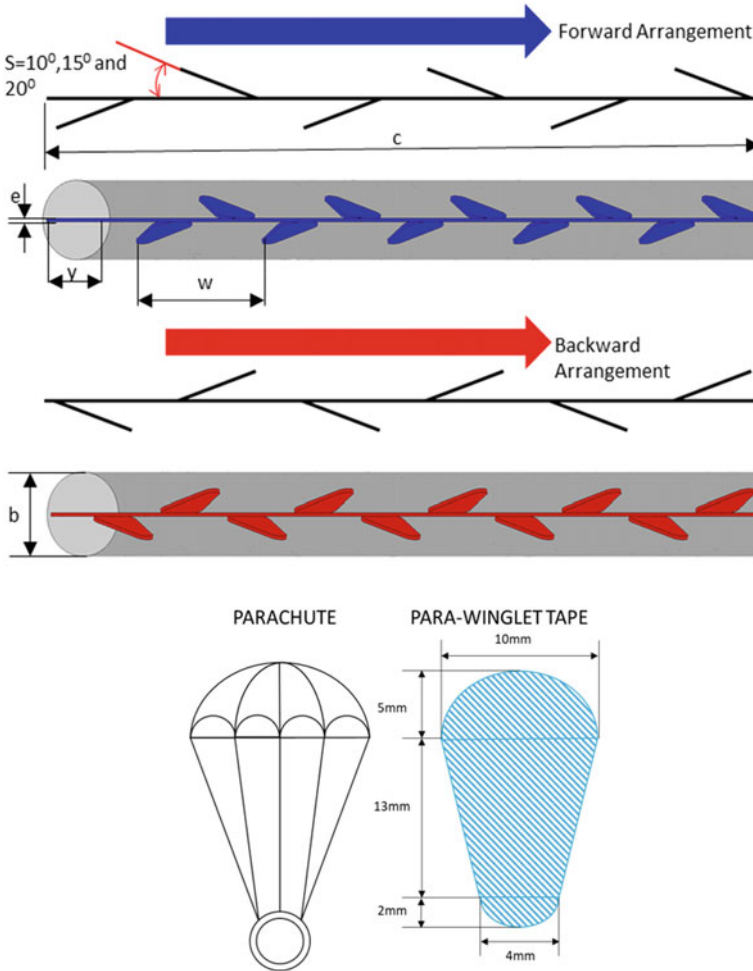 Forward Arrangement
S=10⁰,15⁰ and
20⁰
c
e
y
w
Backward
Arrangement
b
PARACHUTE
PARA-WINGLET TAPE
10mm
5mm
13mm
2mm
4mm